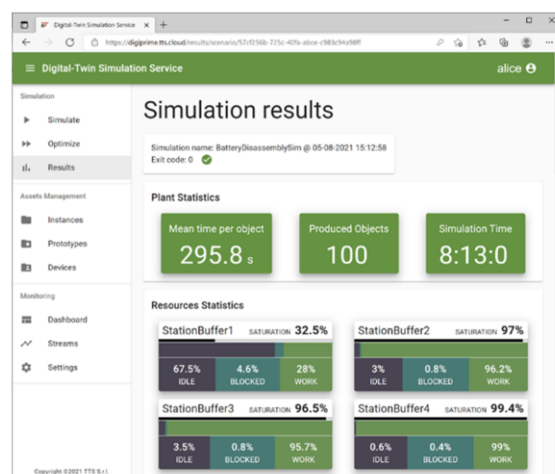 Digital-Twin Simulation Service
https://digiprime.tts.cloud/results/scenario/57cf256b-725c-40fa-abce-c983c94a98ff
Digital-Twin Simulation Service
alice
Simulation
Simulate
Optimize
Results
Assets Management
Instances
Prototypes
Devices
Monitoring
Dashboard
Streams
Settings
Copyright ©2021 TTS S.r.l.
Simulation results
Simulation name: BatteryDisassemblySim @ 05-08-2021 15:12:58
Exit code: 0
Plant Statistics
Mean time per object
295.8 s
Produced Objects
100
Simulation Time
8:13:0
Resources Statistics
StationBuffer1 SATURATION 32.5%
67.5% 4.6% 28%
IDLE BLOCKED WORK
StationBuffer2 SATURATION 97%
3% 0.8% 96.2%
IDLE BLOCKED WORK
StationBuffer3 SATURATION 96.5%
3.5% 0.8% 95.7%
IDLE BLOCKED WORK
StationBuffer4 SATURATION 99.4%
0.6% 0.4% 99%
IDLE BLOCKED WORK